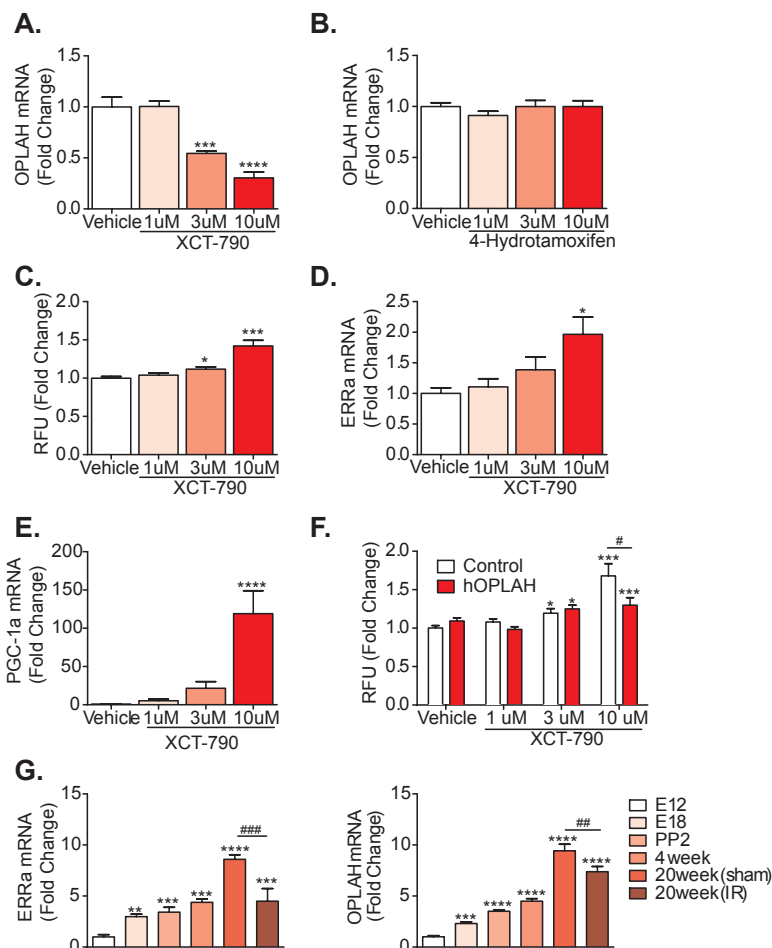 A.
OPLAH mRNA
(Fold Change)
1.5
1.0
0.5
0.0
***
****
Vehicle 1uM 3uM 10uM
XCT-790
B.
OPLAH mRNA
(Fold Change)
1.5
1.0
0.5
0.0
Vehicle 1uM 3uM 10uM
4-Hydrotamoxifen
C.
RFU (Fold Change)
2.0
1.5
1.0
0.5
0.0
*
***
Vehicle 1uM 3uM 10uM
XCT-790
D.
ERRa mRNA
(Fold Change)
2.5
2.0
1.5
1.0
0.5
0.0
*
Vehicle 1uM 3uM 10uM
XCT-790
E.
PGC-1a mRNA
(Fold Change)
200
150
100
50
0
****
Vehicle 1uM 3uM 10uM
XCT-790
F.
RFU (Fold Change)
2.0
1.5
1.0
0.5
0.0
Control
hOPLAH
* *
#
***
***
Vehicle 1 uM 3 uM 10 uM
XCT-790
G.
ERRa mRNA
(Fold Change)
15
10
5
0
**
***
***
****
###
***
OPLAH mRNA
(Fold Change)
15
10
5
0
***
****
****
****
##
****
E12
E18
PP2
4week
20week(sham)
20week(IR)